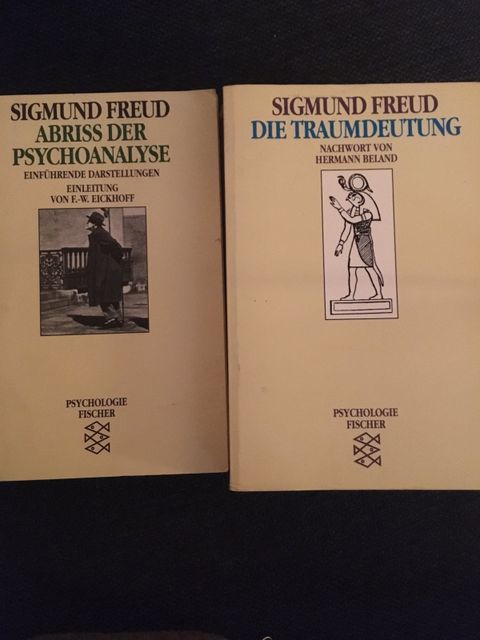 SIGMUND FREUD
ABRISS DER
PSYCHOANALYSE
EINFÜHRENDE DARSTELLUNGEN
EINLEITUNG
VON F.-W. EICKHOFF
PSYCHOLOGIE
FISCHER
SIGMUND FREUD
DIE TRAUMDEUTUNG
NACHWORT VON
HERMANN BELAND
PSYCHOLOGIE
FISCHER